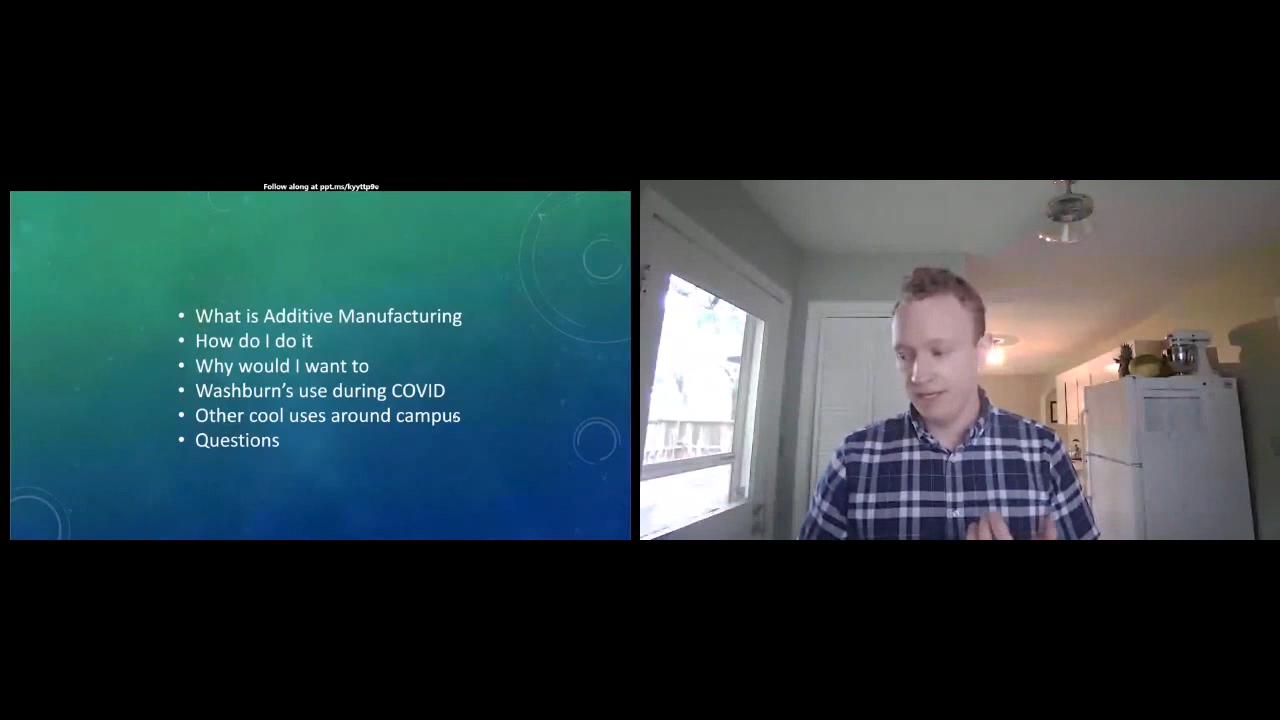 Follow along at ppt.ms/kyyttp9e
• What is Additive Manufacturing
• How do I do it
• Why would I want to
• Washburn’s use during COVID
• Other cool uses around campus
• Questions